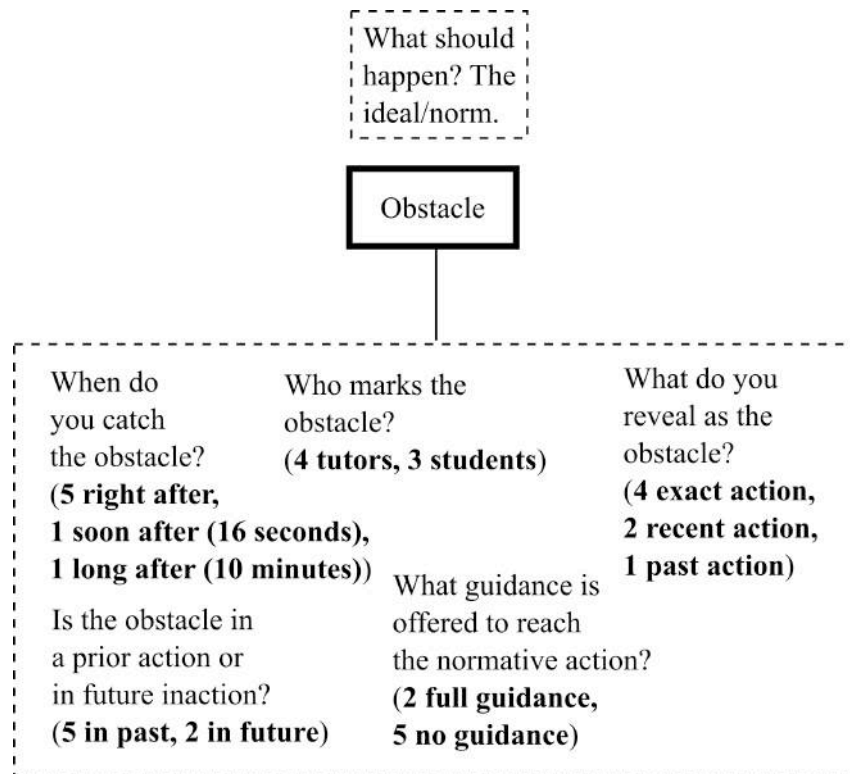 What should
happen? The
ideal/norm.
Obstacle
When do
you catch
the obstacle?
(5 right after,
1 soon after (16 seconds),
1 long after (10 minutes))
Who marks the
obstacle?
(4 tutors, 3 students)
What do you
reveal as the
obstacle?
(4 exact action,
2 recent action,
1 past action)
Is the obstacle in
a prior action or
in future inaction?
(5 in past, 2 in future)
What guidance is
offered to reach
the normative action?
(2 full guidance,
5 no guidance)